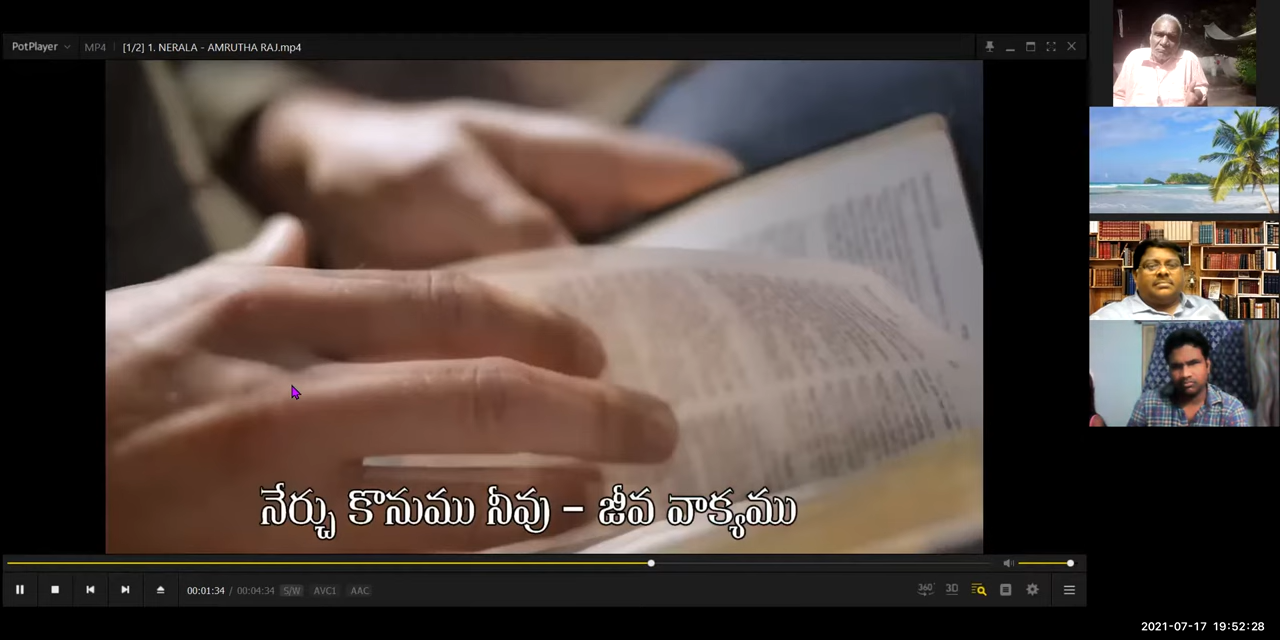 PotPlayer
MP4
[1/2] 1. NERALA - AMRUTHA RAJ.mp4
నేర్చు కొనుము నీవు – జీవ వాక్యము
00:01:34 / 00:04:34 S/W AVC1 AAC
360° 3D
2021-07-17 19:52:28